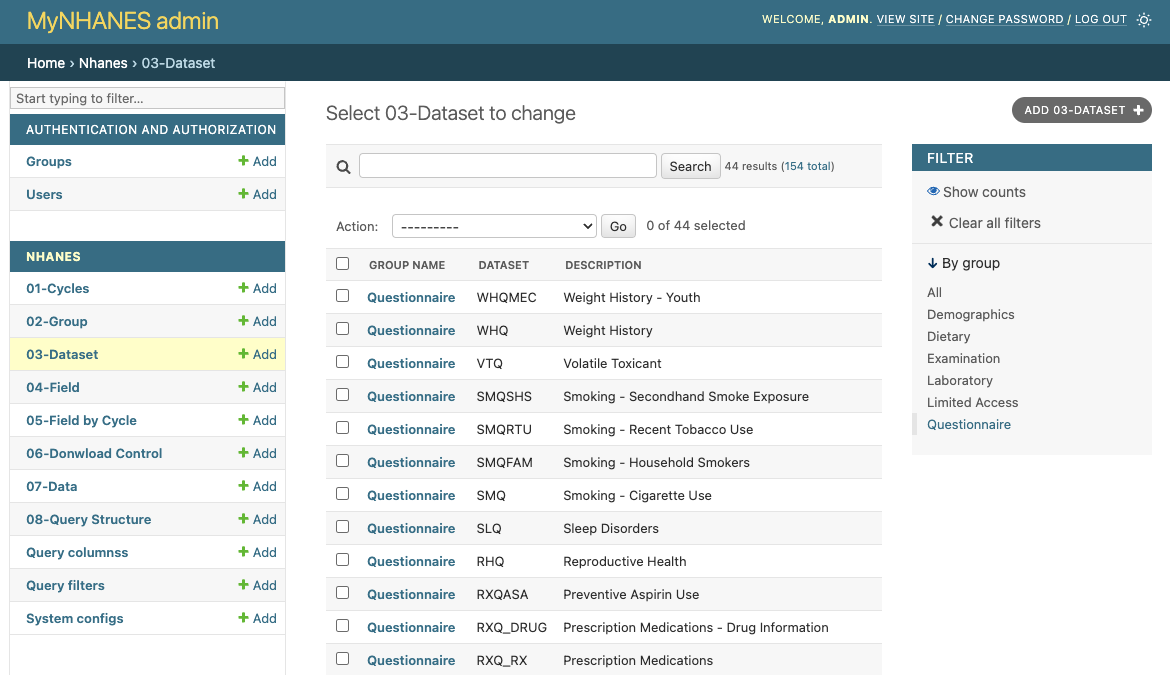 MyNHANES admin
WELCOME, ADMIN. VIEW SITE / CHANGE PASSWORD / LOG OUT
Home › Nhanes › 03-Dataset
Start typing to filter...
AUTHENTICATION AND AUTHORIZATION
Groups + Add
Users + Add
NHANES
01-Cycles + Add
02-Group + Add
03-Dataset + Add
04-Field + Add
05-Field by Cycle + Add
06-Donwload Control + Add
07-Data + Add
08-Query Structure + Add
Query columnss + Add
Query filters + Add
System configs + Add
Select 03-Dataset to change
ADD 03-DATASET +
Search 44 results (154 total)
Action: --------- Go 0 of 44 selected
GROUP NAME DATASET DESCRIPTION
Questionnaire WHQMEC Weight History - Youth
Questionnaire WHQ Weight History
Questionnaire VTQ Volatile Toxicant
Questionnaire SMQSHS Smoking - Secondhand Smoke Exposure
Questionnaire SMQRTU Smoking - Recent Tobacco Use
Questionnaire SMQFAM Smoking - Household Smokers
Questionnaire SMQ Smoking - Cigarette Use
Questionnaire SLQ Sleep Disorders
Questionnaire RHQ Reproductive Health
Questionnaire RXQASA Preventive Aspirin Use
Questionnaire RXQ_DRUG Prescription Medications - Drug Information
Questionnaire RXQ_RX Prescription Medications
FILTER
Show counts
Clear all filters
By group
All
Demographics
Dietary
Examination
Laboratory
Limited Access
Questionnaire